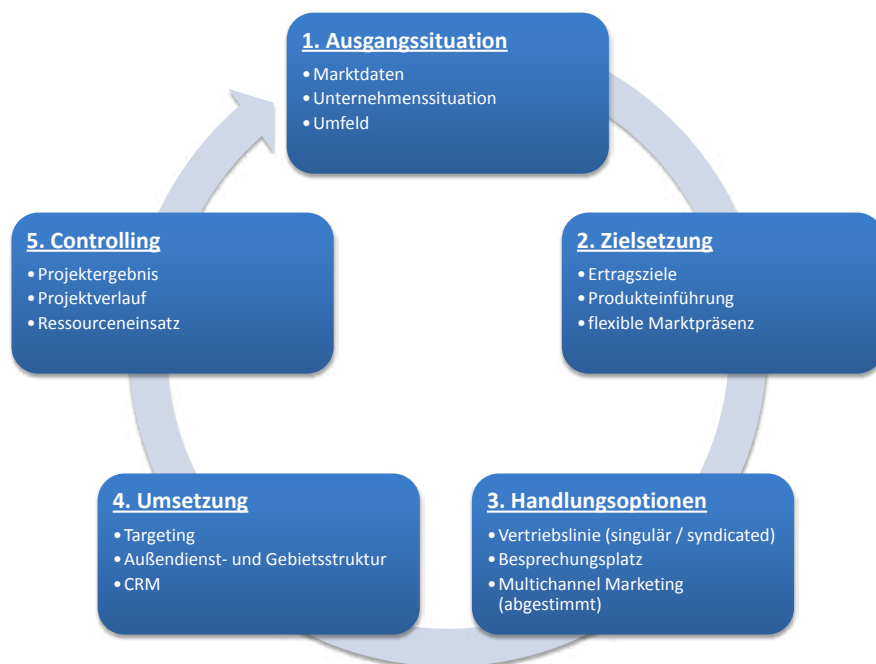 1. Ausgangssituation
• Marktdaten
• Unternehmenssituation
• Umfeld
2. Zielsetzung
• Ertragsziele
• Produkteinführung
• flexible Marktpräsenz
3. Handlungsoptionen
• Vertriebslinie (singulär / syndicated)
• Besprechungsplatz
• Multichannel Marketing
(abgestimmt)
4. Umsetzung
• Targeting
• Außendienst- und Gebietsstruktur
• CRM
5. Controlling
• Projektergebnis
• Projektverlauf
• Ressourceneinsatz